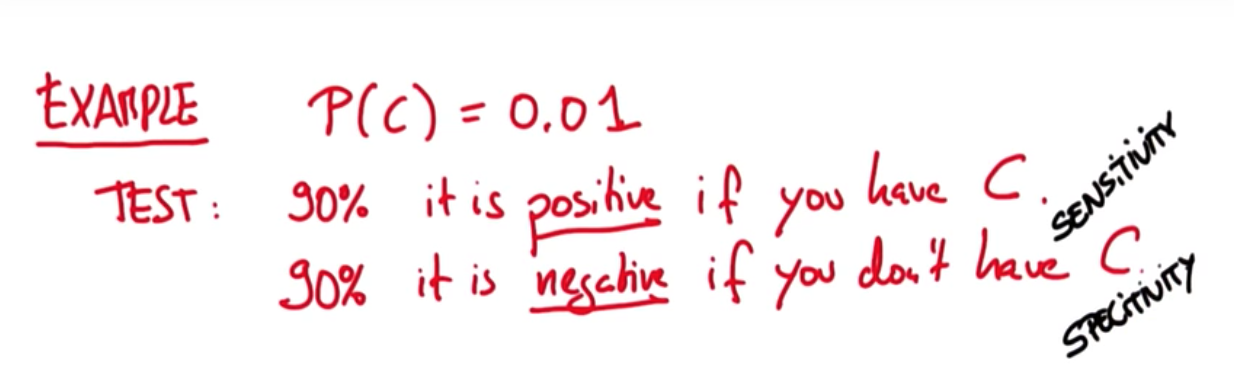 EXAMPLE P(C) = 0.01
TEST: 90% it is positive if you have C. SENSITIVITY
90% it is negative if you don't have C. SPECITIVITY